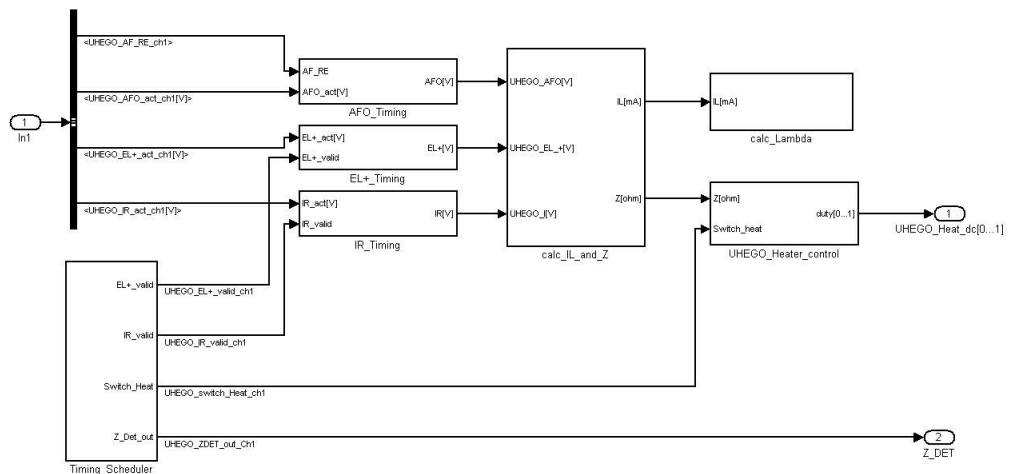 <UHEGO_AF_RE_ch1>
AF_RE
AFO_act[V]
AFO[V]
<UHEGO_AFO_act_ch1[V]>
AFO_Timing
UHEGO_AFO[V]
IL[mA]
IL[mA]
calc_Lambda
1
In1
EL+_act[V]
EL+_valid
EL+[V]
UHEGO_EL_+[V]
<UHEGO_EL+_act_ch1[V]>
EL+_Timing
IR_act[V]
IR_valid
IR[V]
UHEGO_I[V]
Z[ohm]
<UHEGO_IR_act_ch1[V]>
IR_Timing
calc_IL_and_Z
Z[ohm]
Switch_heat
duty[0...1]
UHEGO_Heater_control
1
UHEGO_Heat_dc[0...1]
EL+_valid
UHEGO_EL+_valid_ch1
IR_valid
UHEGO_IR_valid_ch1
Switch_Heat
UHEGO_switch_Heat_ch1
Z_Det_out
UHEGO_ZDET_out_Ch1
Timing_Scheduler
2
Z_DET